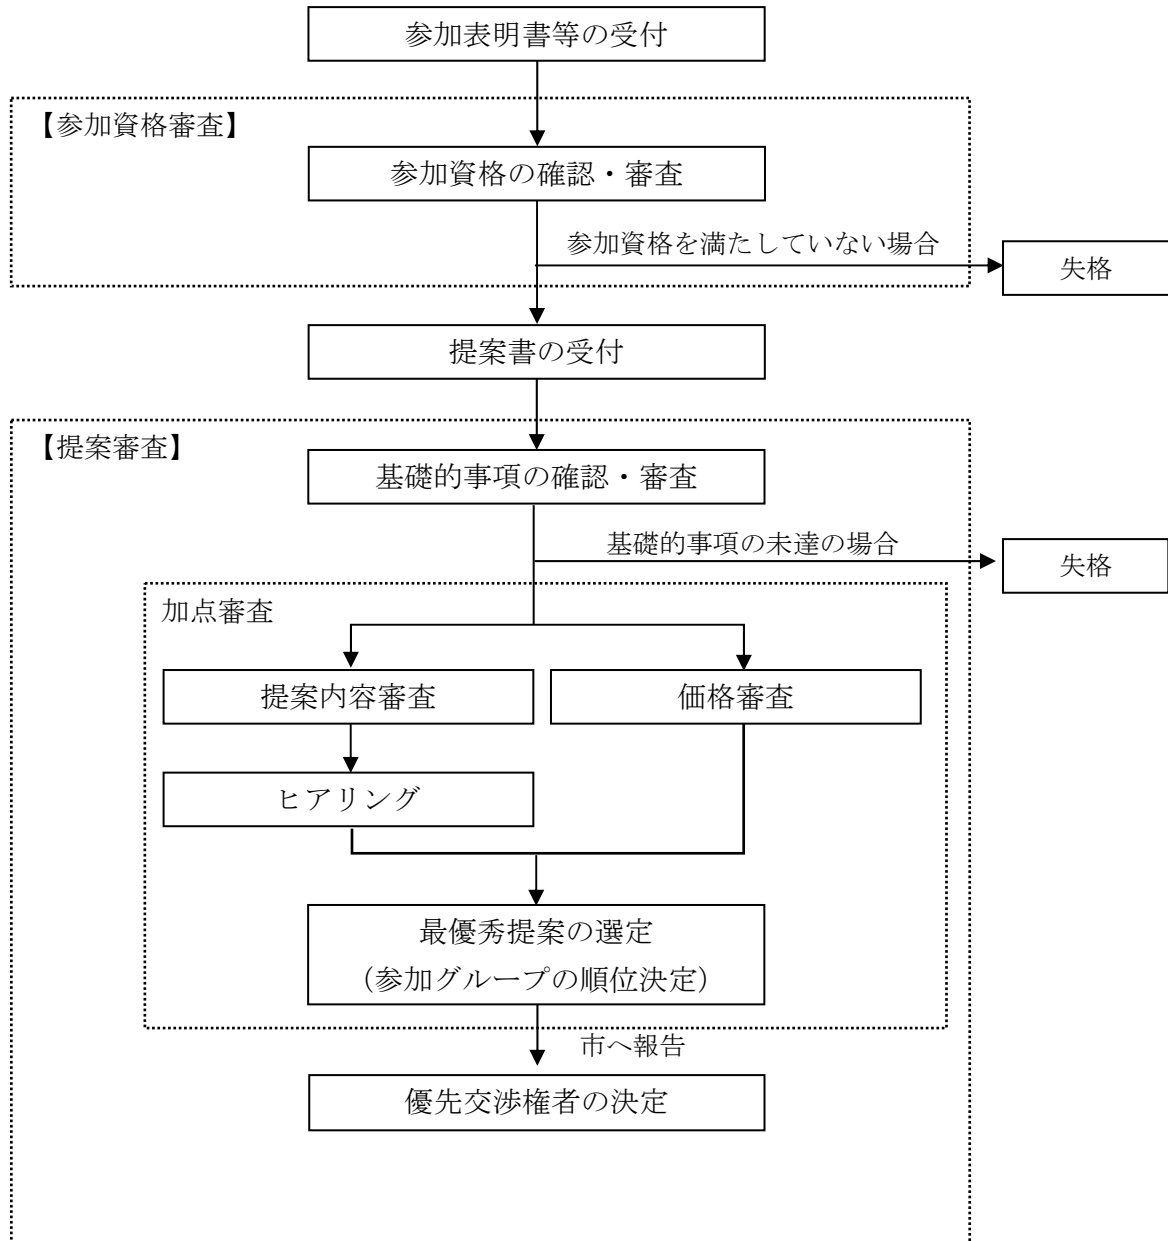 参加表明書等の受付
【参加資格審査】
参加資格の確認・審査
参加資格を満たしていない場合
失格
提案書の受付
【提案審査】
基礎的事項の確認・審査
基礎的事項の未達の場合
失格
加点審査
提案内容審査
価格審査
ヒアリング
最優秀提案の選定
（参加グループの順位決定）
市へ報告
優先交渉権者の決定